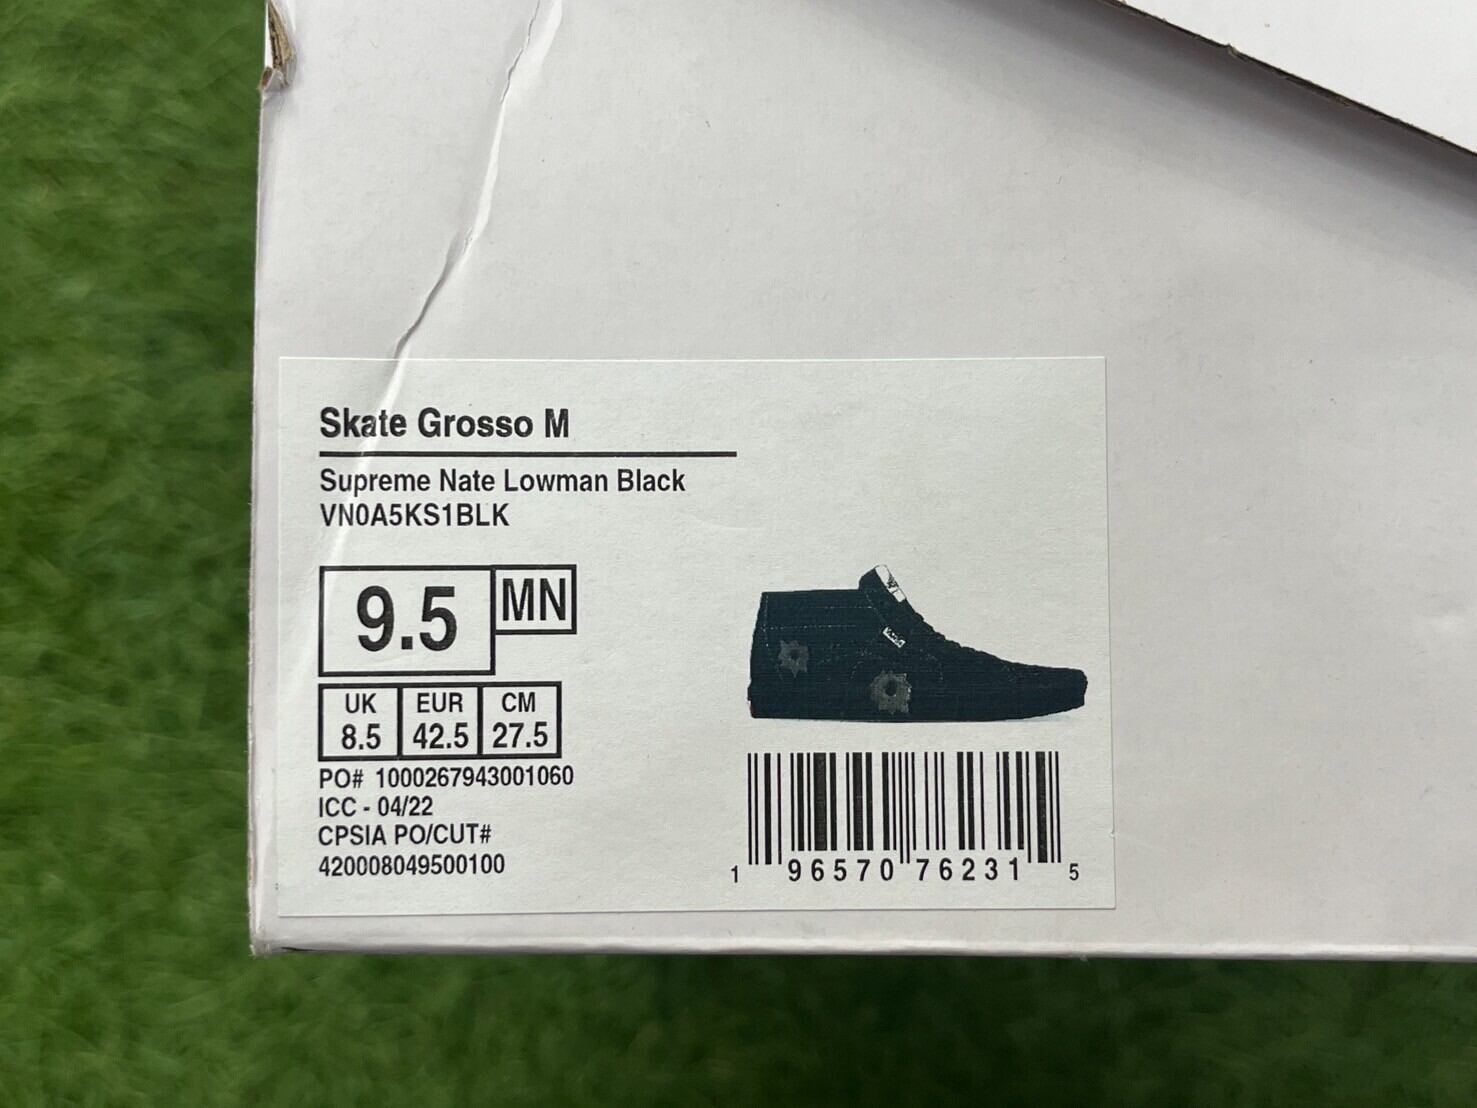 Skate Grosso M
Supreme Nate Lowman Black
VN0A5KS1BLK
9.5 MN
UK EUR CM
8.5 42.5 27.5
PO# 1000267943001060
ICC - 04/22
CPSIA PO/CUT#
420008049500100
1 96570 76231 5